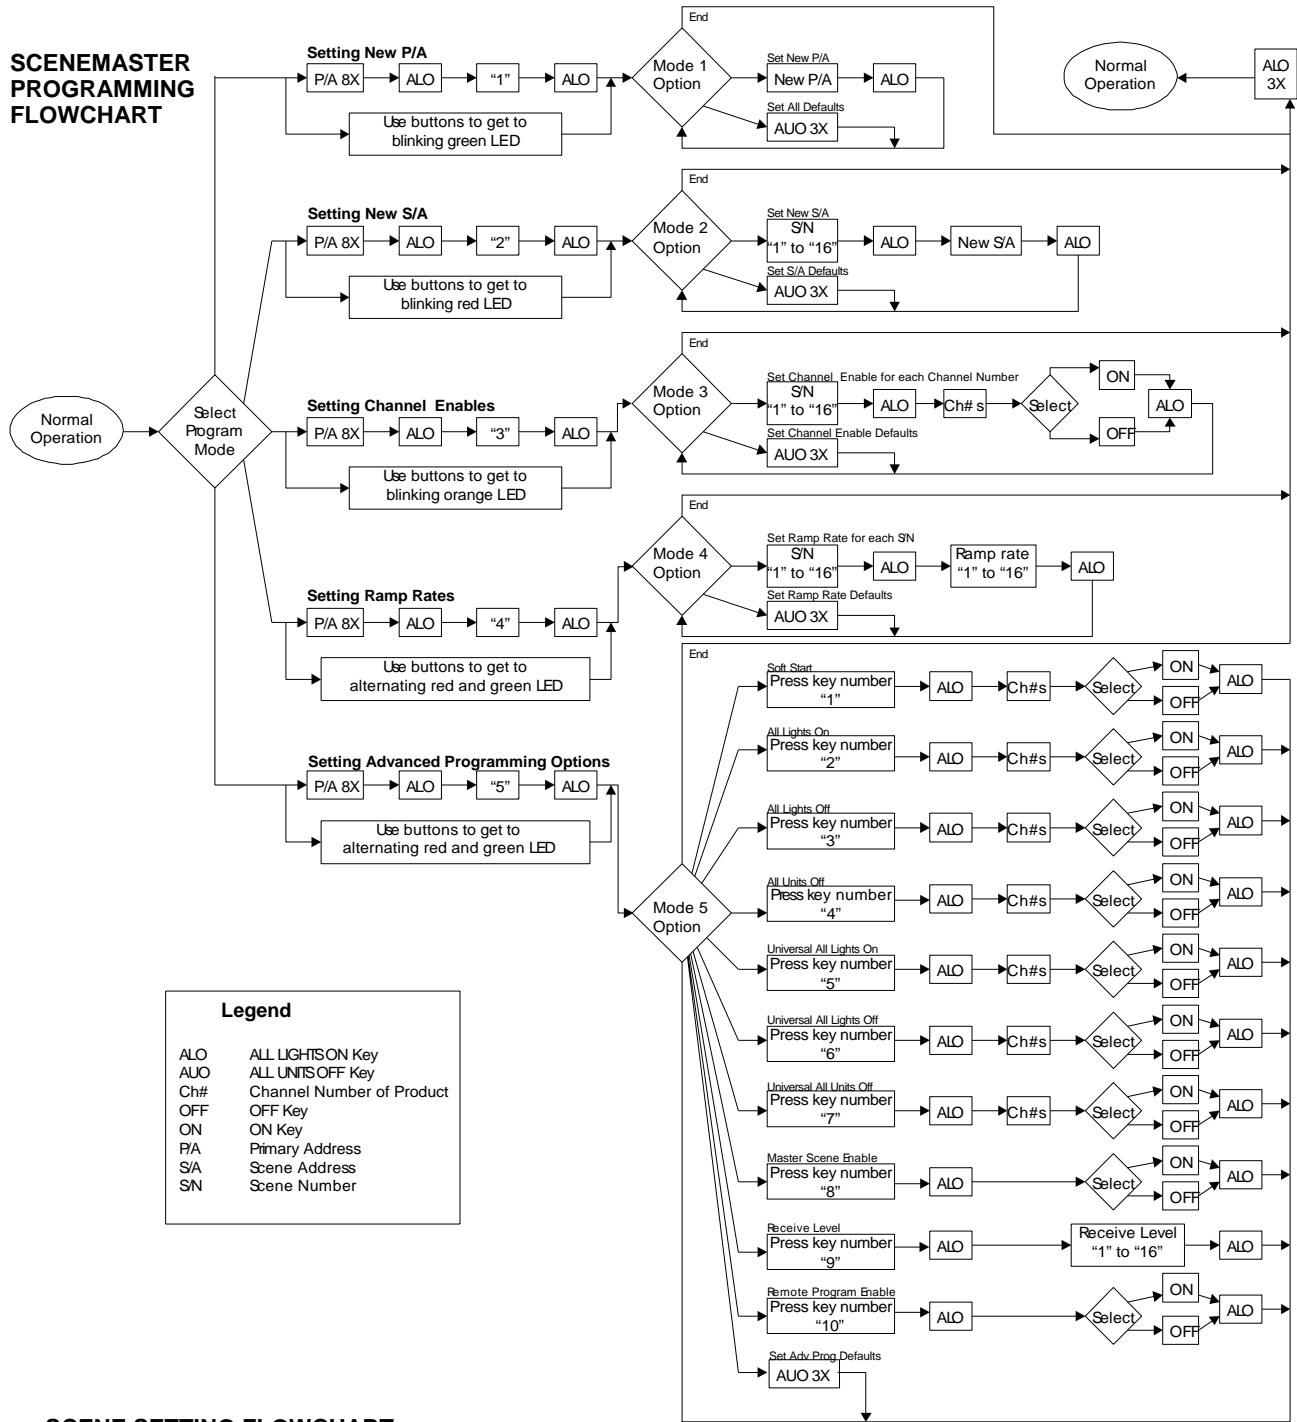 SCENEMASTER
PROGRAMMING
FLOWCHART
Normal
Operation
Select
Program
Mode
Setting New P/A
P/A 8X
ALO
“1”
ALO
Use buttons to get to
blinking green LED
Mode 1
Option
End
Set New P/A
New P/A
ALO
Set All Defaults
AUO 3X
Normal
Operation
ALO
3X
Setting New S/A
P/A 8X
ALO
“2”
ALO
Use buttons to get to
blinking red LED
Mode 2
Option
End
Set New S/A
S/N
“1” to “16”
ALO
New S/A
ALO
Set S/A Defaults
AUO 3X
Setting Channel Enables
P/A 8X
ALO
“3”
ALO
Use buttons to get to
blinking orange LED
Mode 3
Option
End
Set Channel Enable for each Channel Number
S/N
“1” to “16”
ALO
Ch# s
Select
ON
OFF
ALO
Set Channel Enable Defaults
AUO 3X
Setting Ramp Rates
P/A 8X
ALO
“4”
ALO
Use buttons to get to
alternating red and green LED
Mode 4
Option
End
Set Ramp Rate for each S/N
S/N
“1” to “16”
ALO
Ramp rate
“1” to “16”
ALO
Set Ramp Rate Defaults
AUO 3X
Setting Advanced Programming Options
P/A 8X
ALO
“5”
ALO
Use buttons to get to
alternating red and green LED
Mode 5
Option
End
Soft Start
Press key number
“1”
ALO
Ch#s
Select
ON
OFF
ALO
All Lights On
Press key number
“2”
ALO
Ch#s
Select
ON
OFF
ALO
All Lights Off
Press key number
“3”
ALO
Ch#s
Select
ON
OFF
ALO
All Units Off
Press key number
“4”
ALO
Ch#s
Select
ON
OFF
ALO
Universal All Lights On
Press key number
“5”
ALO
Ch#s
Select
ON
OFF
ALO
Universal All Lights Off
Press key number
“6”
ALO
Ch#s
Select
ON
OFF
ALO
Universal All Units Off
Press key number
“7”
ALO
Ch#s
Select
ON
OFF
ALO
Master Scene Enable
Press key number
“8”
ALO
Select
ON
OFF
ALO
Receive Level
Press key number
“9”
ALO
Receive Level
“1” to “16”
ALO
Remote Program Enable
Press key number
“10”
ALO
Select
ON
OFF
ALO
Set Adv Prog Defaults
AUO 3X
Legend
ALO ALL LIGHTS ON Key
AUO ALL UNITS OFF Key
Ch# Channel Number of Product
OFF OFF Key
ON ON Key
P/A Primary Address
S/A Scene Address
S/N Scene Number
SCENE SETTING FLOWCHART